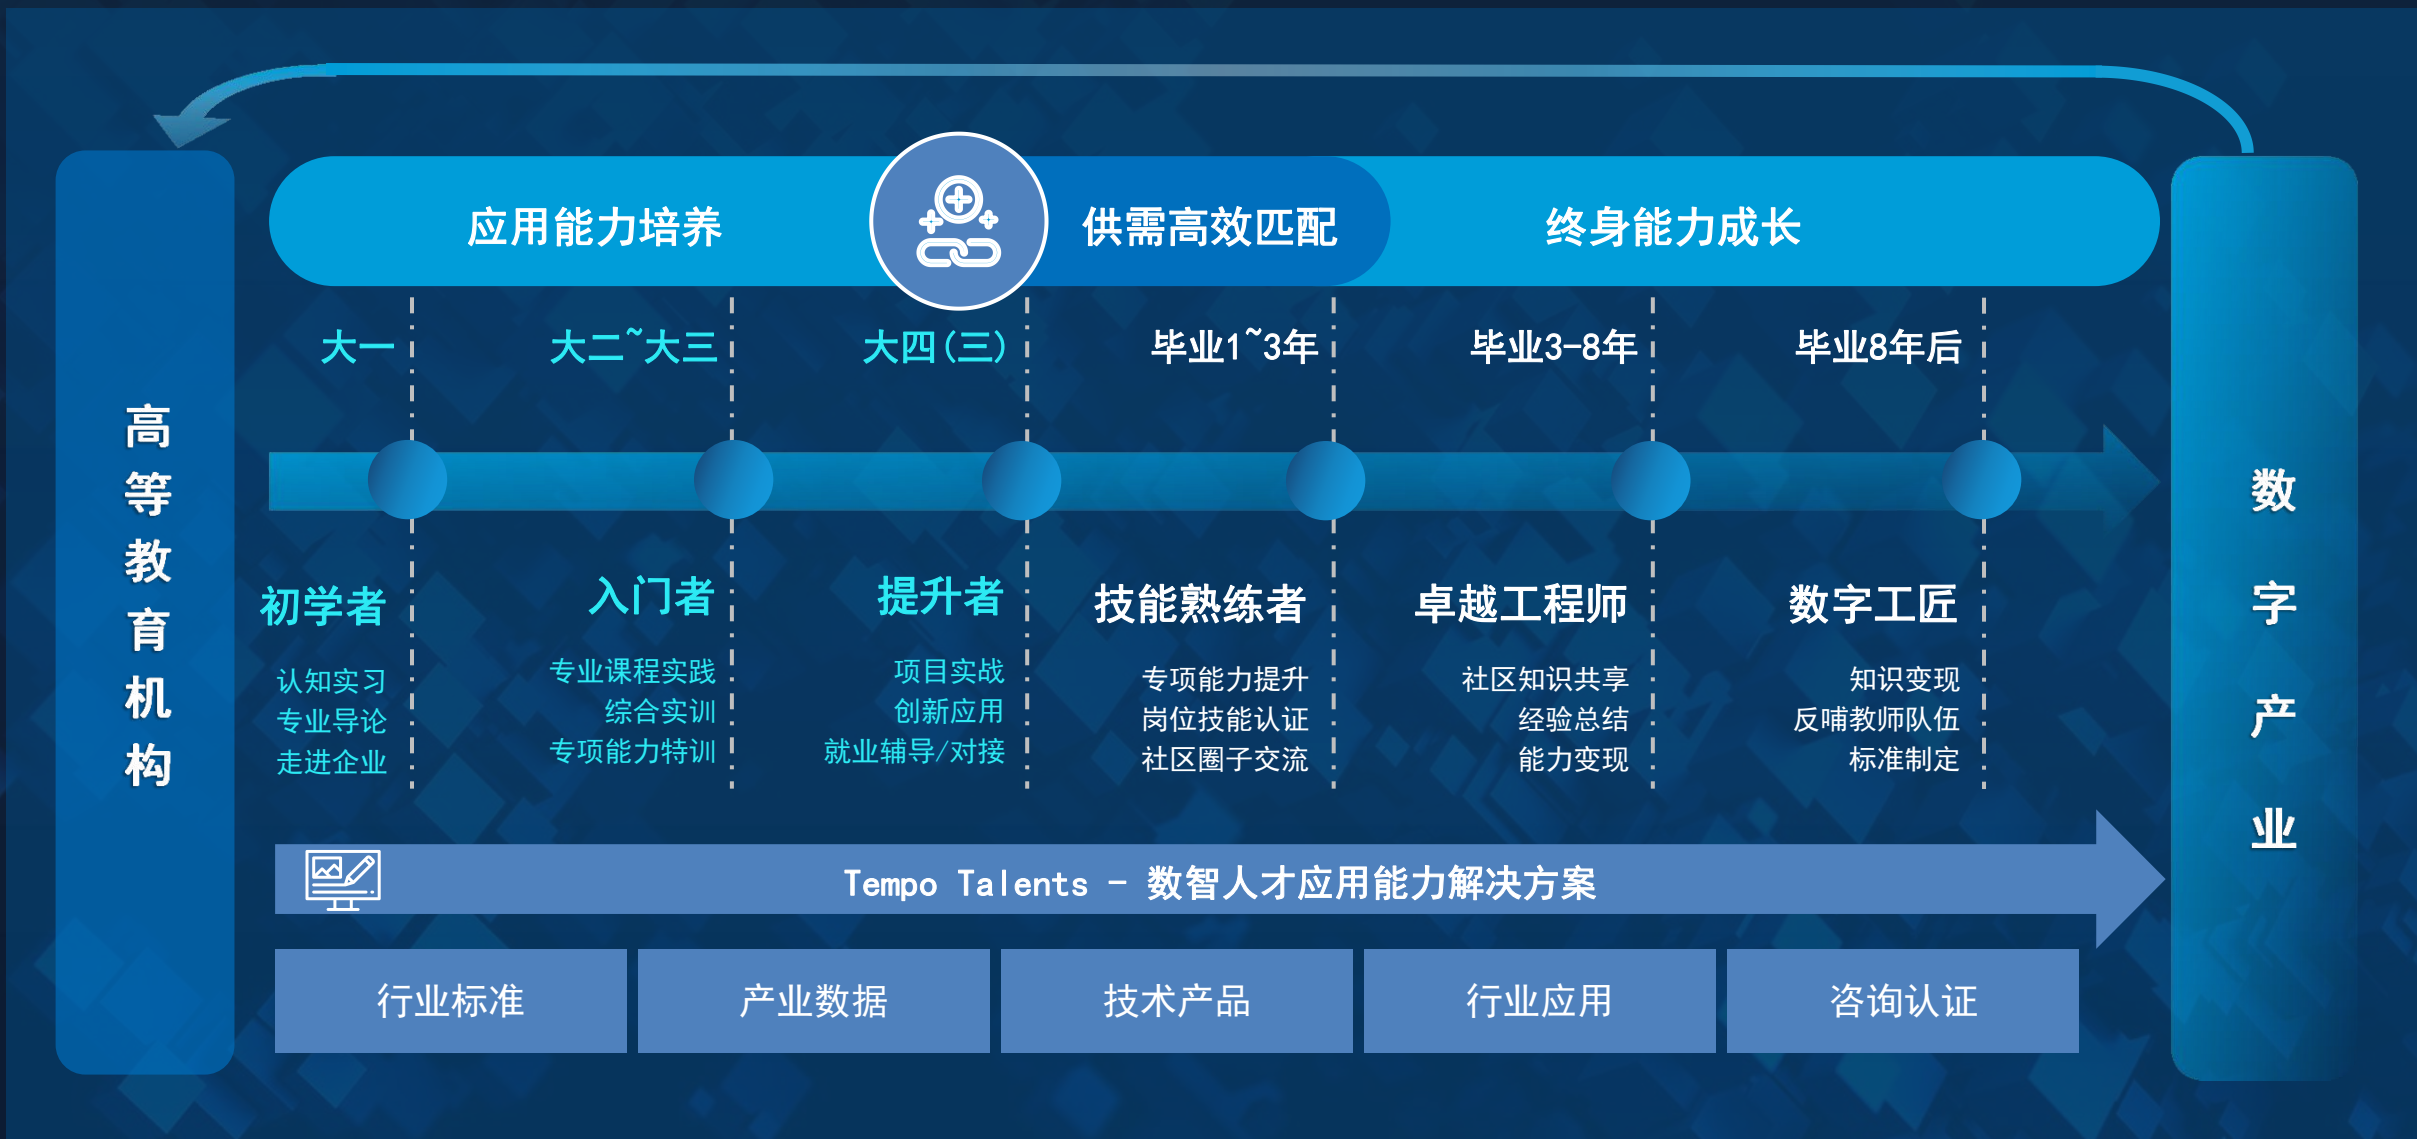 应用能力培养
供需高效匹配
终身能力成长
大一
大二~大三
大四(三)
毕业1~3年
毕业3-8年
毕业8年后
高等教育机构
数字产业
初学者
认知实习
专业导论
走进企业
入门者
专业课程实践
综合实训
专项能力特训
提升者
项目实战
创新应用
就业辅导/对接
技能熟练者
专项能力提升
岗位技能认证
社区圈子交流
卓越工程师
社区知识共享
经验总结
能力变现
数字工匠
知识变现
反哺教师队伍
标准制定
Tempo Talents - 数智人才应用能力解决方案
行业标准
产业数据
技术产品
行业应用
咨询认证